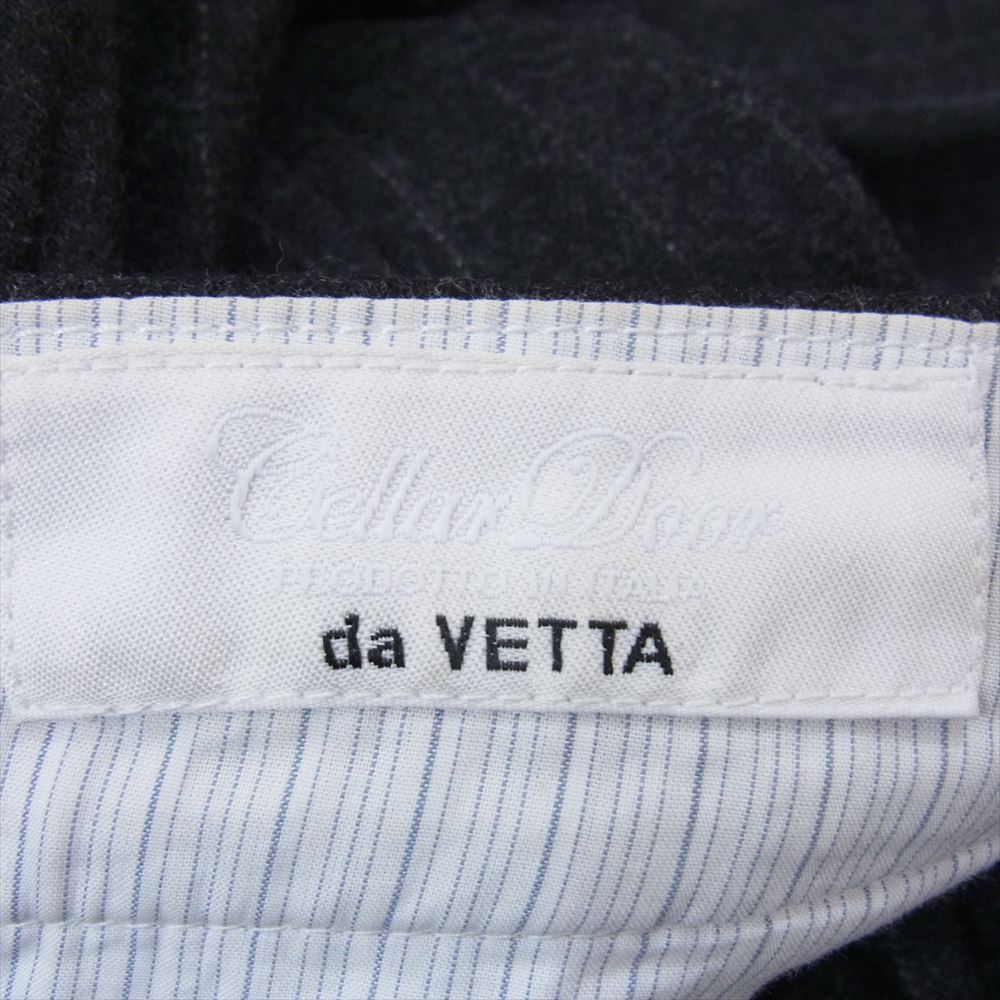 Cellar Door
PRODOTTO IN ITALIA
da VETTA